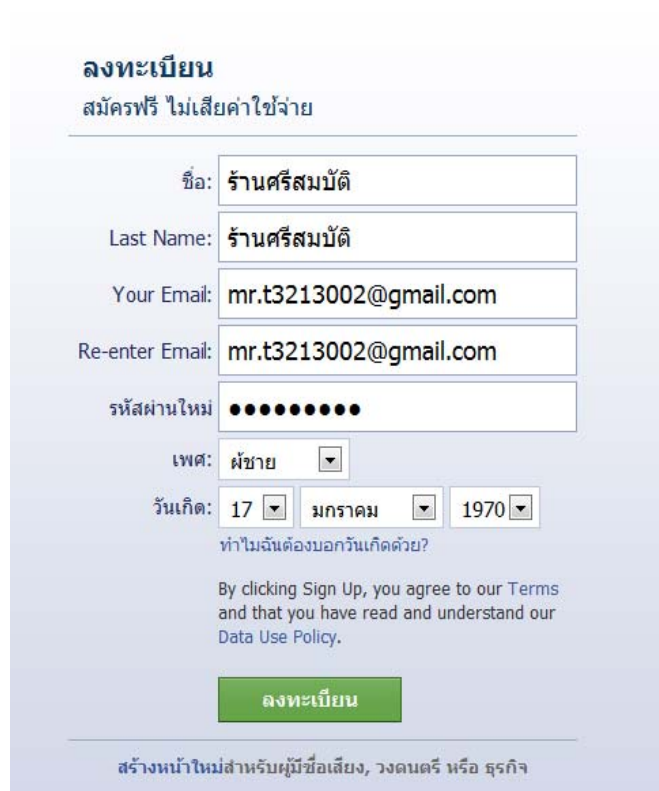 ลงทะเบียน
สมัครฟรี ไม่เสียค่าใช้จ่าย
ชื่อ: ร้านศรีสมบัติ
Last Name: ร้านศรีสมบัติ
Your Email: mr.t3213002@gmail.com
Re-enter Email: mr.t3213002@gmail.com
รหัสผ่านใหม่ ●●●●●●●●●
เพศ: ผู้ชาย
วันเกิด: 17 มกราคม 1970
ทำไมฉันต้องบอกวันเกิดด้วย?
By clicking Sign Up, you agree to our Terms
and that you have read and understand our
Data Use Policy.
ลงทะเบียน
สร้างหน้าใหม่สำหรับผู้มีชื่อเสียง, วงดนตรี หรือ ธุรกิจ